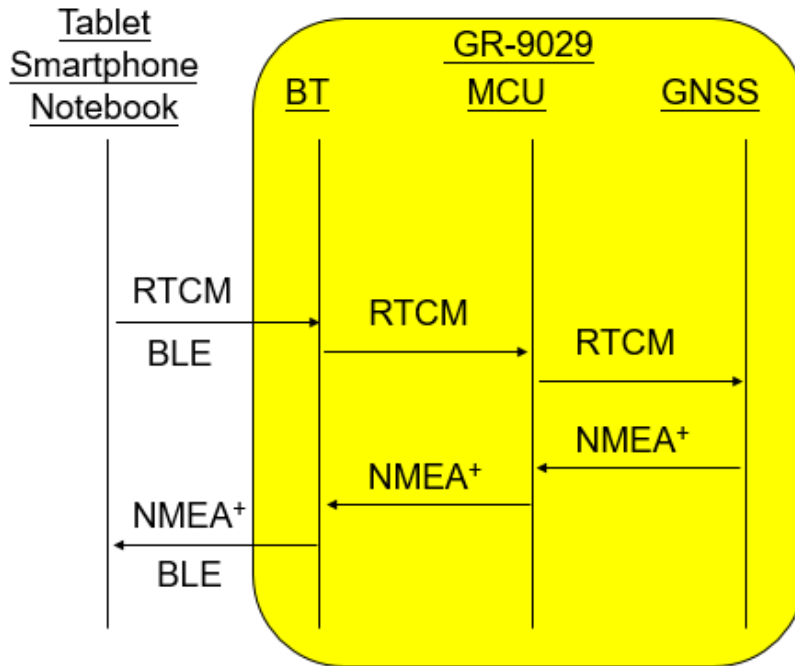 Tablet
Smartphone
Notebook
GR-9029
BT MCU GNSS
RTCM
BLE
RTCM
RTCM
NMEA⁺
NMEA⁺
NMEA⁺
BLE